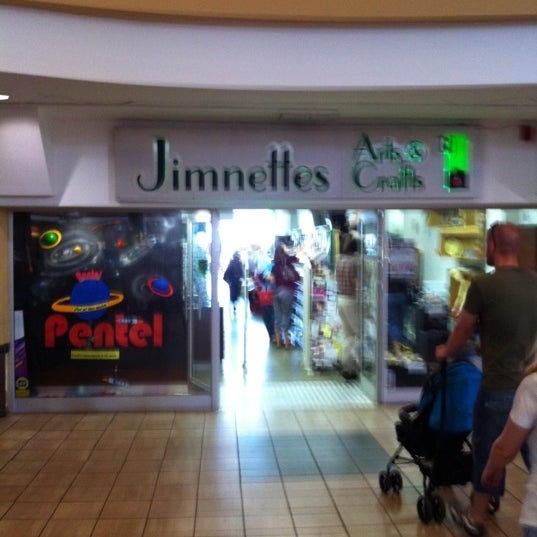 Jimnettes
Arts &
Crafts
Pentel